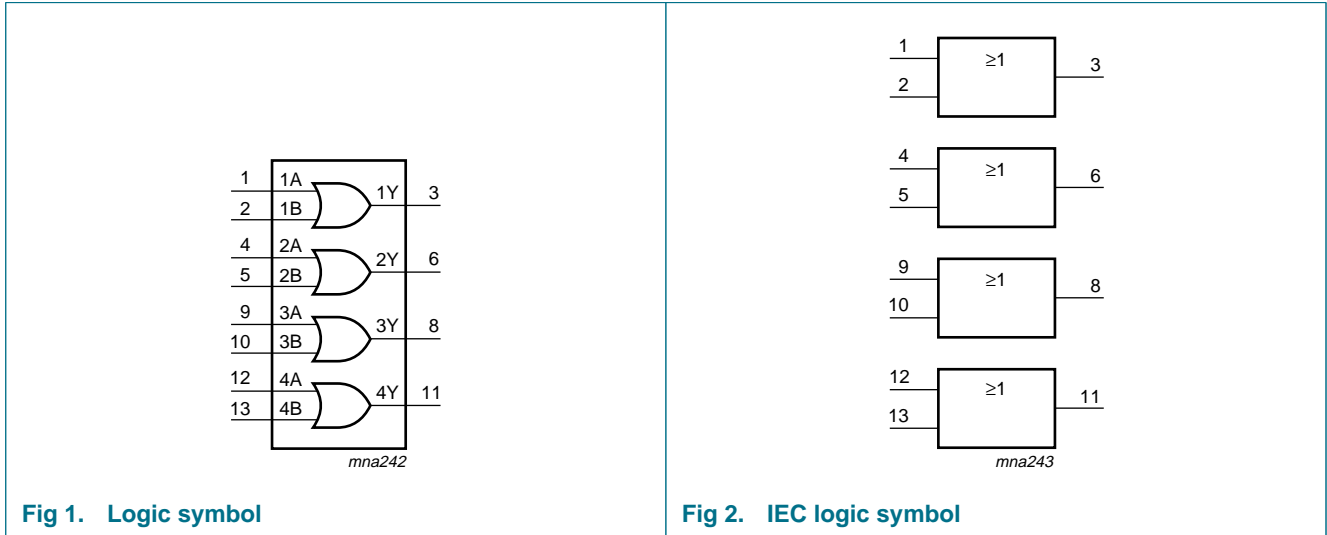 1 1A 1Y 3
2 1B
4 2A 2Y 6
5 2B
9 3A 3Y 8
10 3B
12 4A 4Y 11
13 4B
mna242
Fig 1. Logic symbol
1 ≥1 3
2
4 ≥1 6
5
9 ≥1 8
10
12 ≥1 11
13
mna243
Fig 2. IEC logic symbol